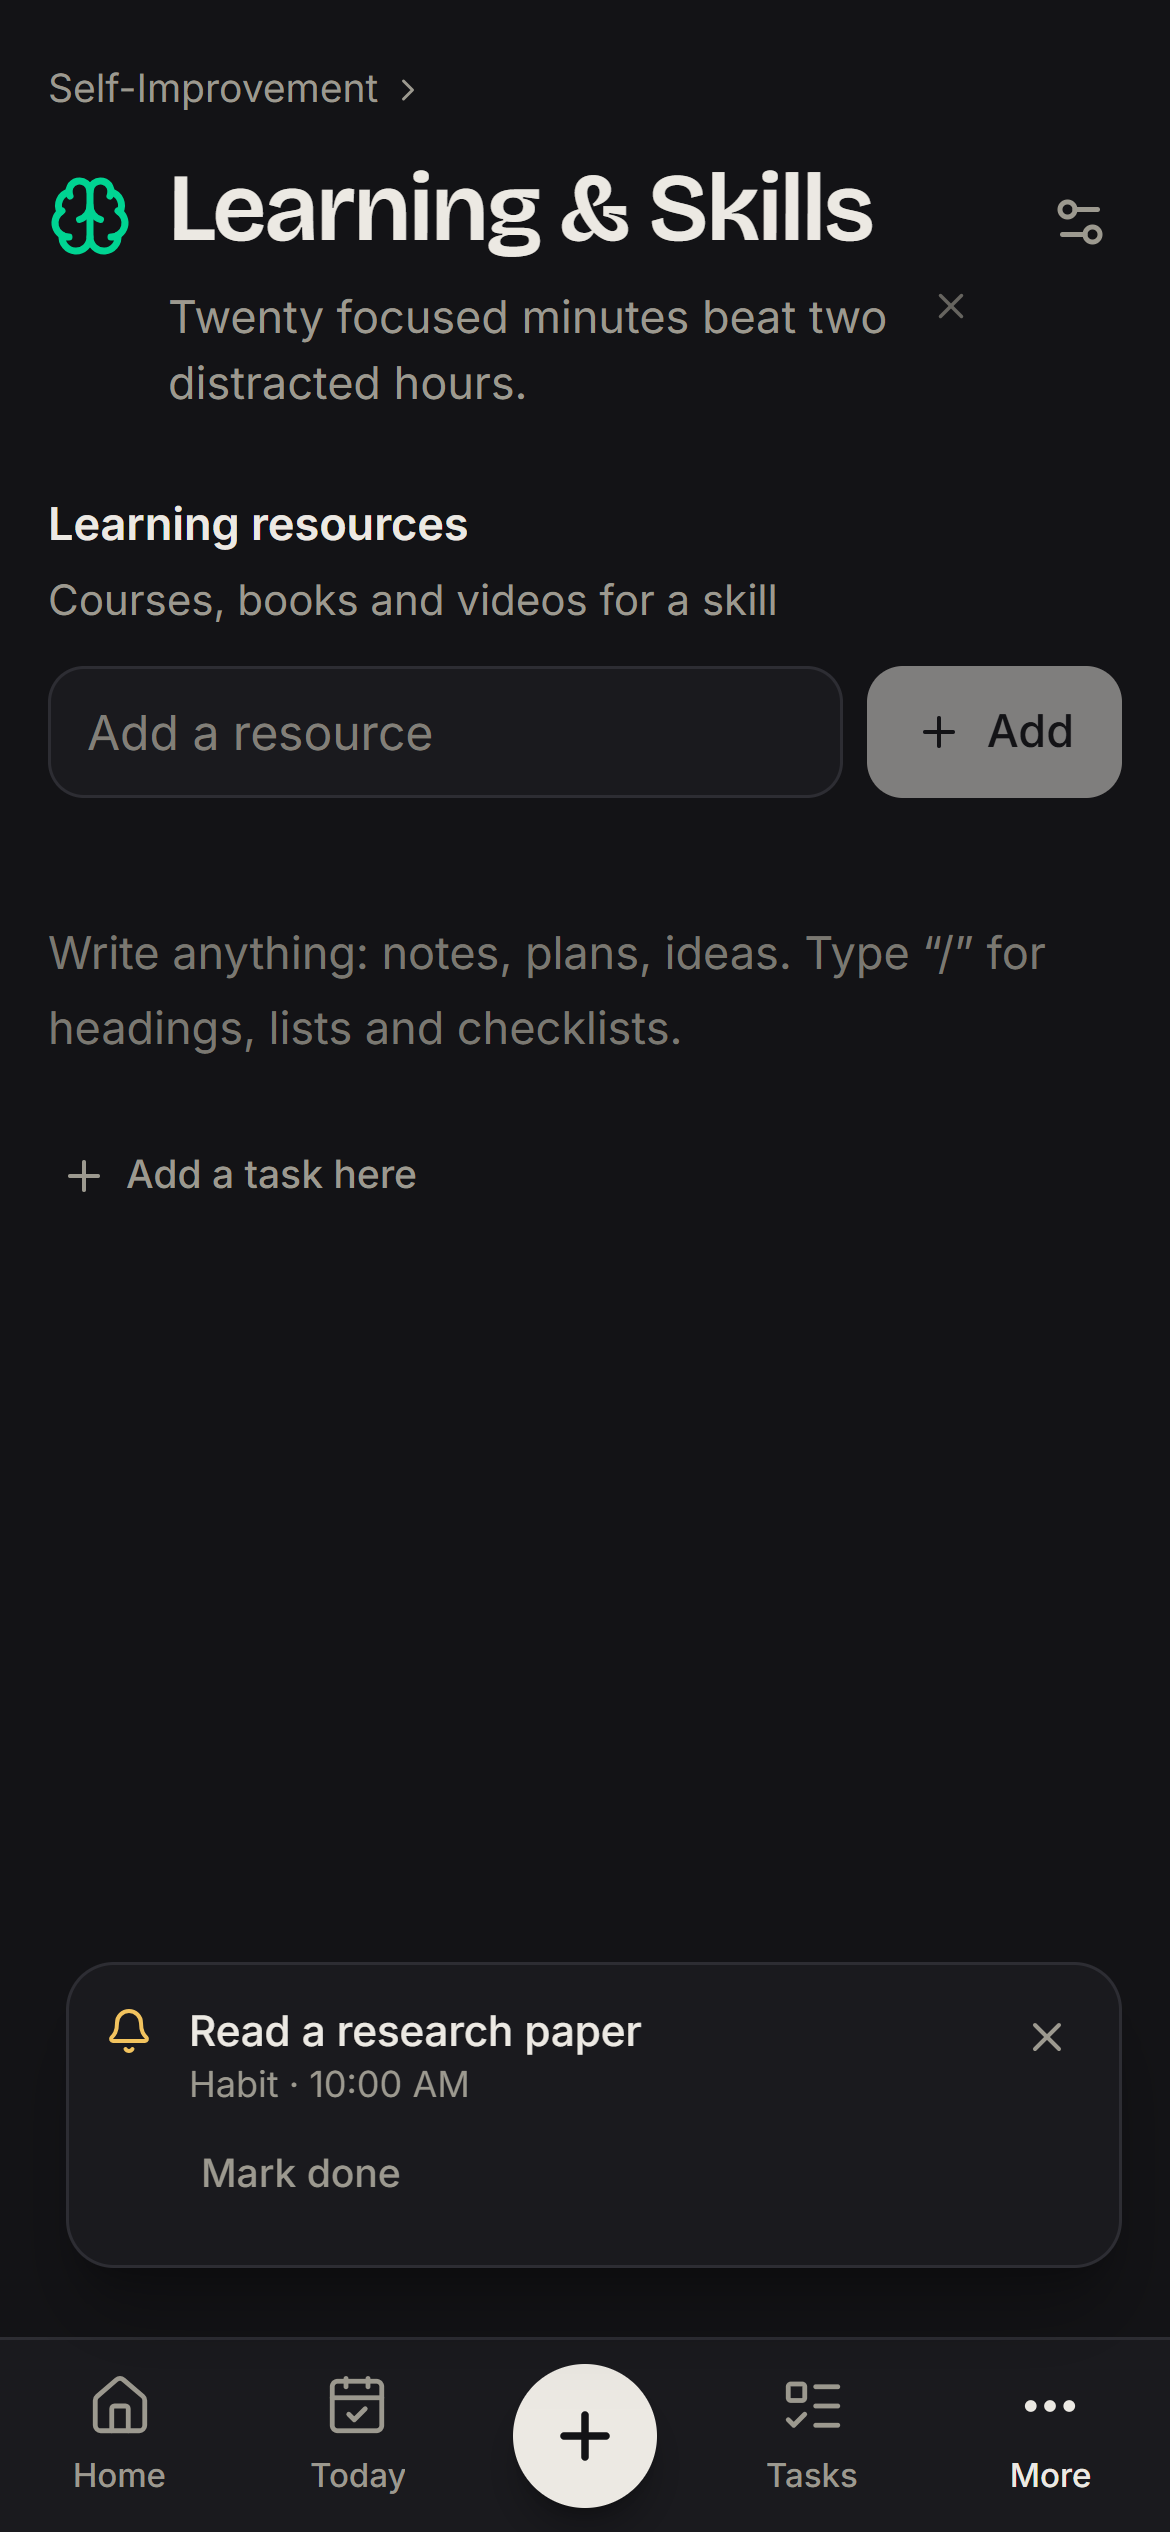 Self-Improvement
Learning & Skills
Twenty focused minutes beat two
distracted hours.
Learning resources
Courses, books and videos for a skill
Add a resource
Add
Write anything: notes, plans, ideas. Type “/” for
headings, lists and checklists.
Add a task here
Read a research paper
Habit · 10:00 AM
Mark done
Home
Today
Tasks
More